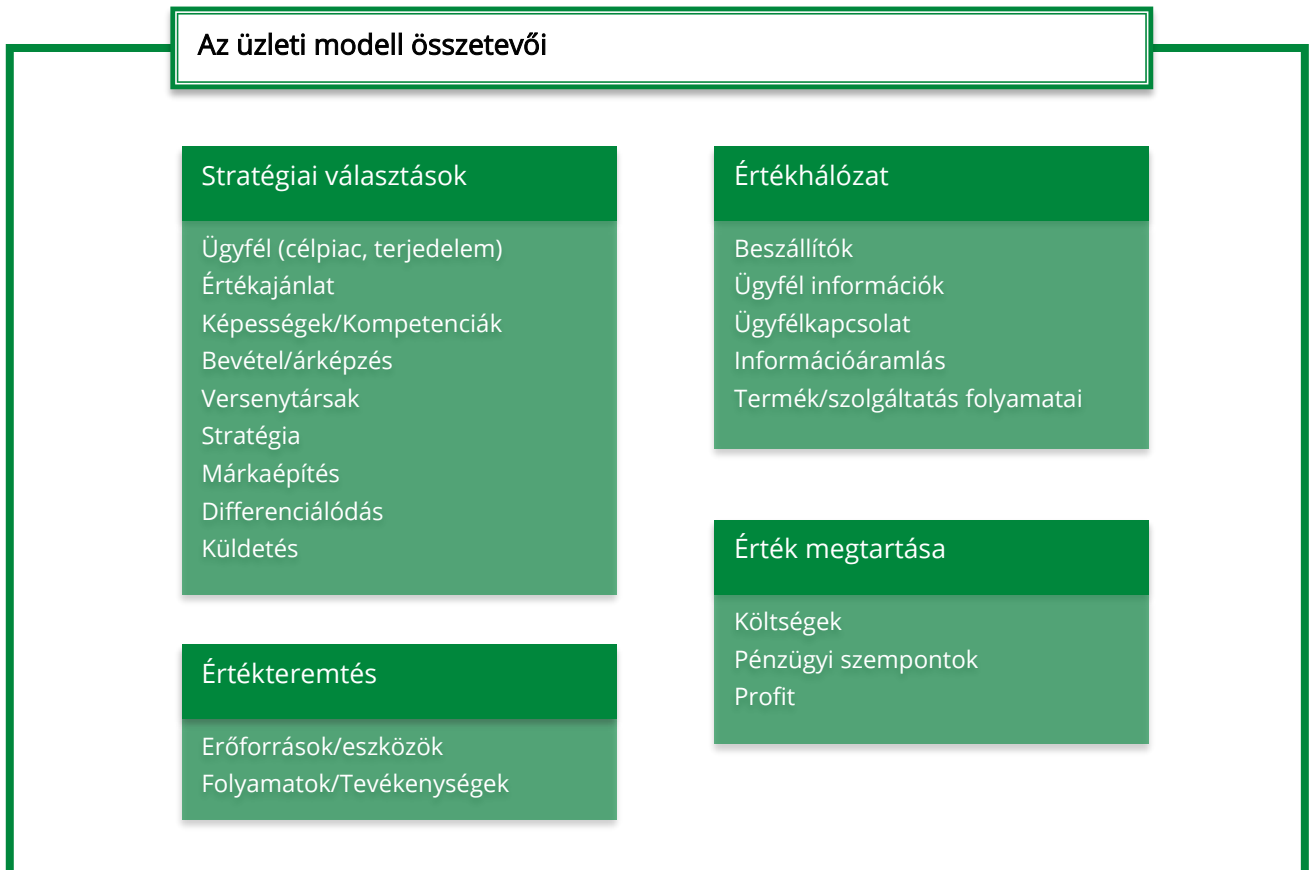 Az üzleti modell összetevői
Stratégiai választások
Ügyfél (célpiac, terjedelem)
Értékajánlat
Képességek/Kompetenciák
Bevétel/árképzés
Versenytársak
Stratégia
Márkaépítés
Differenciálódás
Küldetés
Értékteremtés
Erőforrások/eszközök
Folyamatok/Tevékenységek
Értékhálózat
Beszállítók
Ügyfél információk
Ügyfélkapcsolat
Információáramlás
Termék/szolgáltatás folyamatai
Érték megtartása
Költségek
Pénzügyi szempontok
Profit